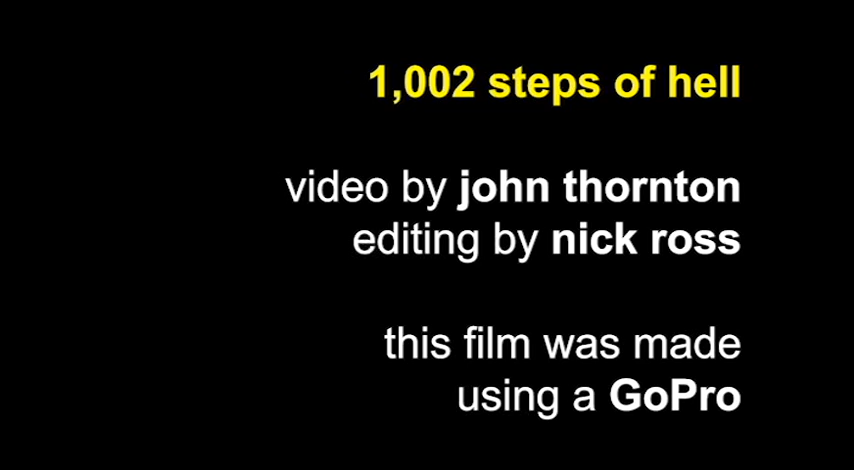 1,002 steps of hell
video by john thornton
editing by nick ross
this film was made
using a GoPro